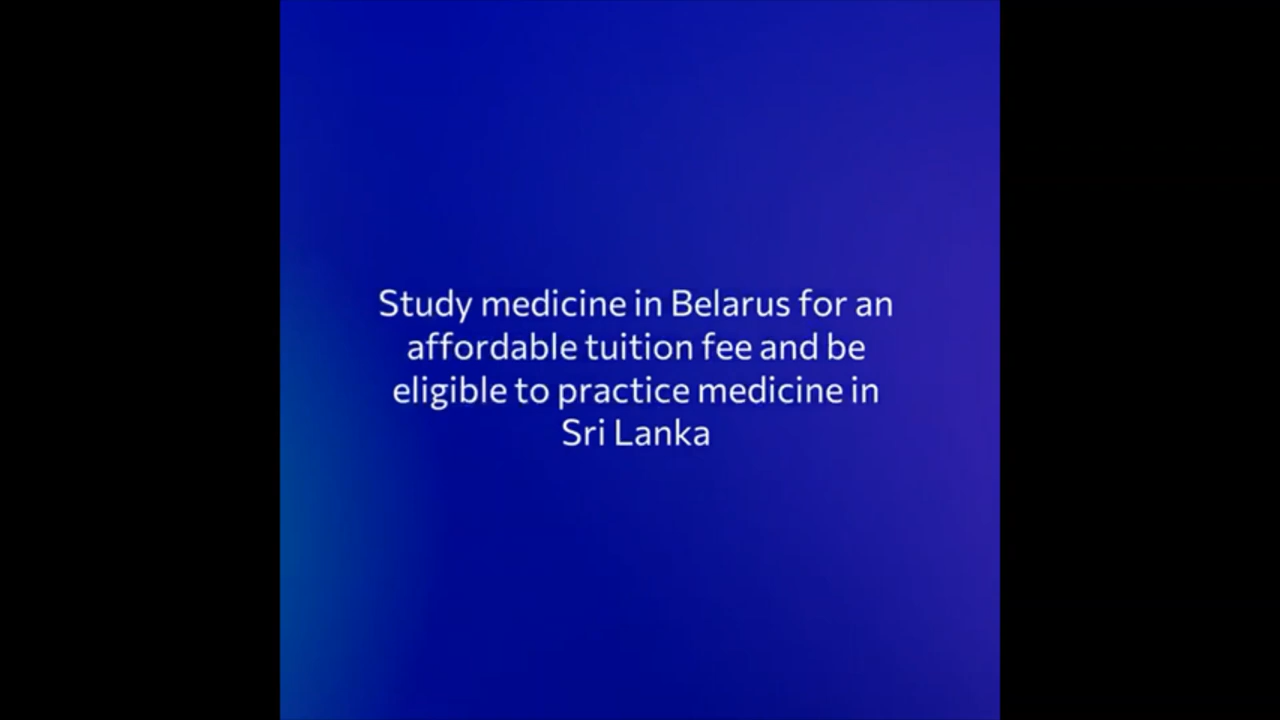 Study medicine in Belarus for an
affordable tuition fee and be
eligible to practice medicine in
Sri Lanka